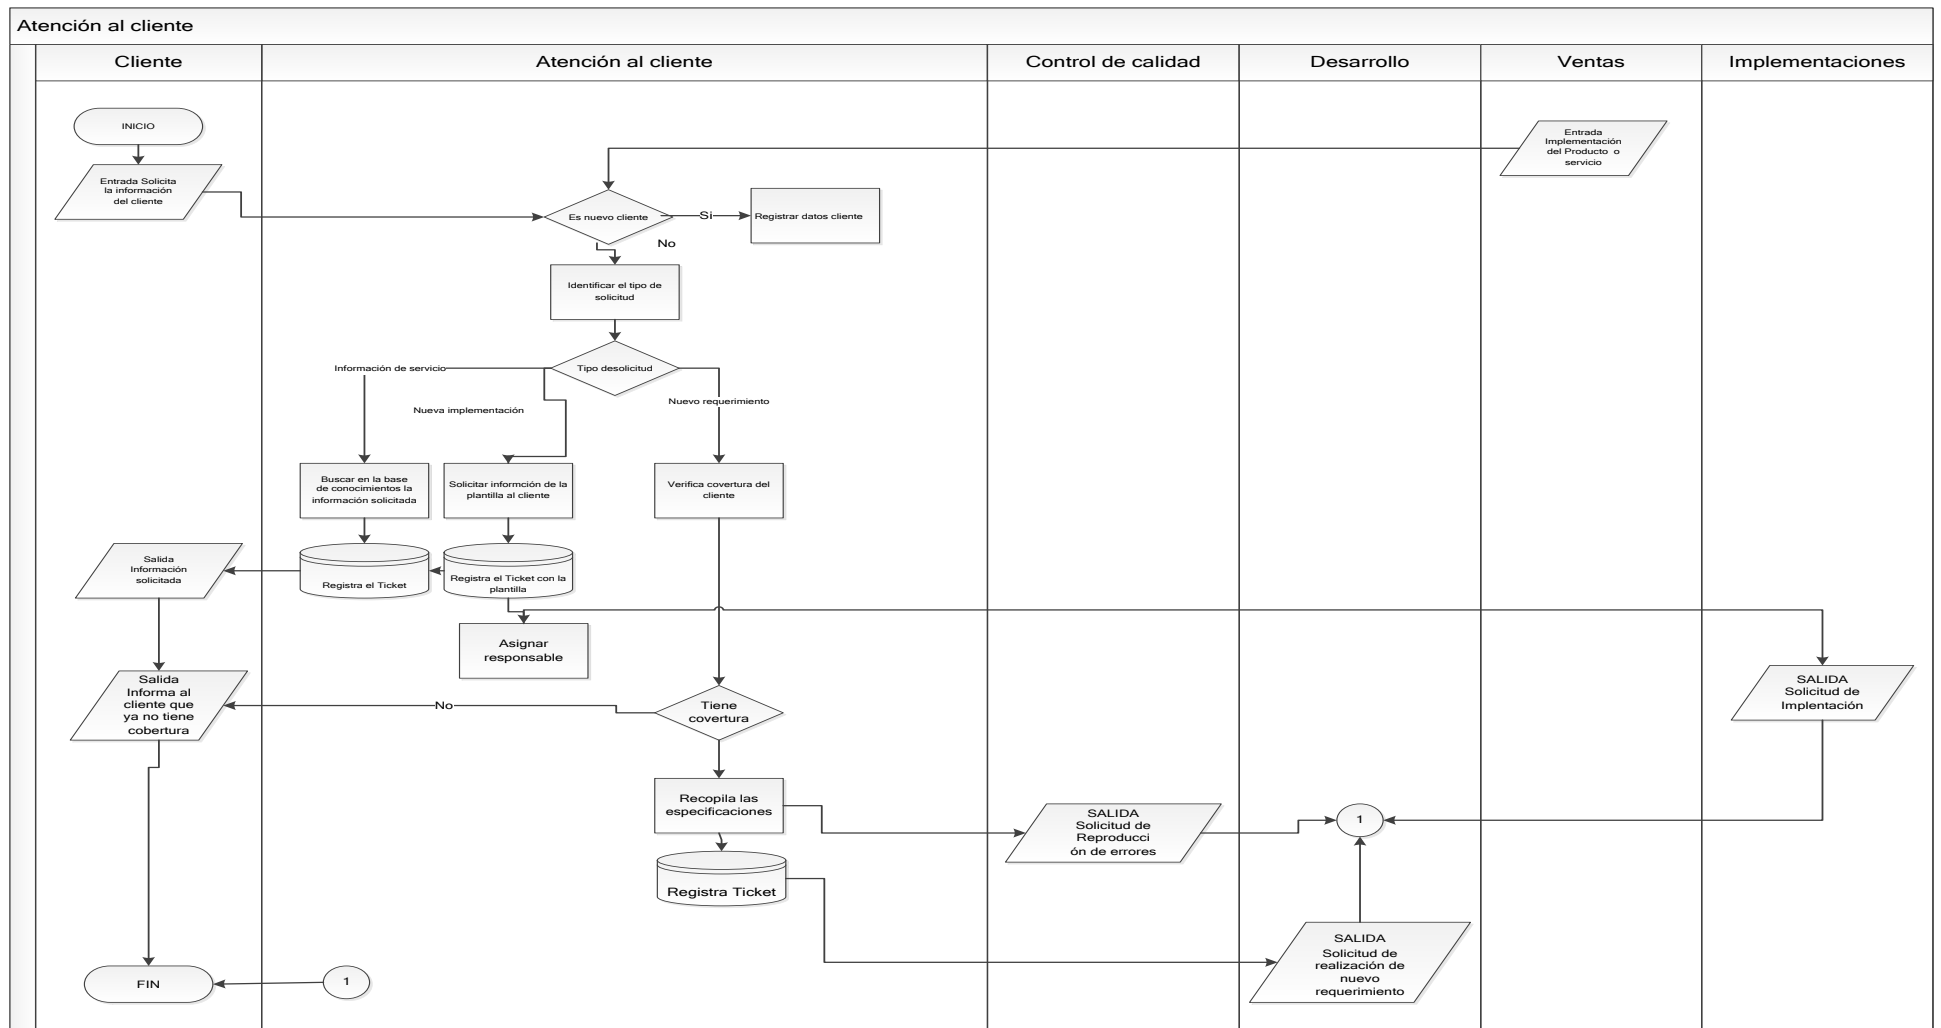 Atención al cliente
Cliente
Atención al cliente
Control de calidad
Desarrollo
Ventas
Implementaciones
INICIO
Entrada Solicita
la información
del cliente
Entrada
Implementación
del Producto o
servicio
Es nuevo cliente
Si
Registrar datos cliente
No
Identificar el tipo de
solicitud
Tipo desolicitud
Información de servicio
Nueva implementación
Nuevo requerimiento
Buscar en la base
de conocimientos la
información solicitada
Solicitar informción de la
plantilla al cliente
Verifica covertura del
cliente
Salida
Información
solicitada
Registra el Ticket
Registra el Ticket con la
plantilla
Asignar
responsable
Salida
Informa al
cliente que
ya no tiene
cobertura
No
Tiene
covertura
SALIDA
Solicitud de
Implentación
Recopila las
especificaciones
SALIDA
Solicitud de
Reproducci
ón de errores
1
Registra Ticket
SALIDA
Solicitud de
realización de
nuevo
requerimiento
FIN
1